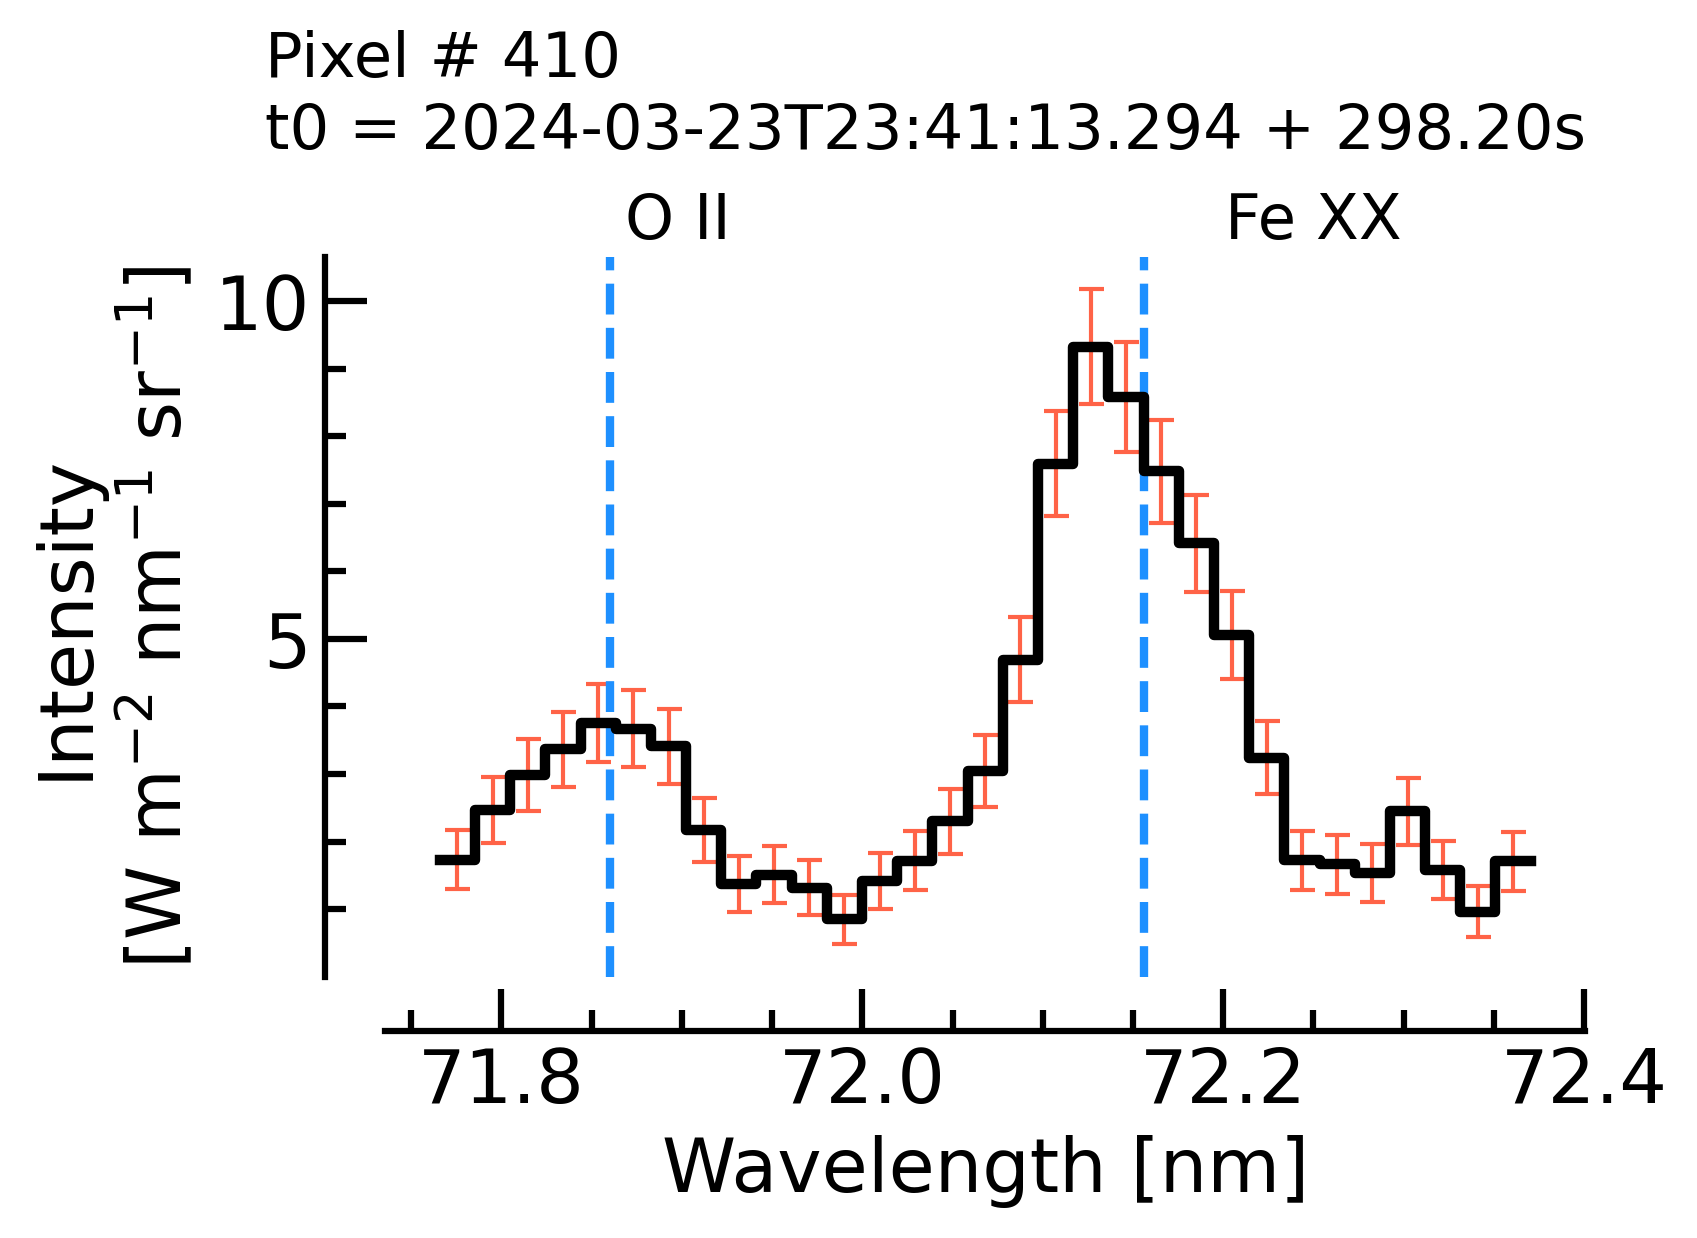 Pixel # 410
t0 = 2024-03-23T23:41:13.294 + 298.20s
O II Fe XX
Intensity
[W m⁻² nm⁻¹ sr⁻¹]
10
5
71.8 72.0 72.2 72.4
Wavelength [nm]